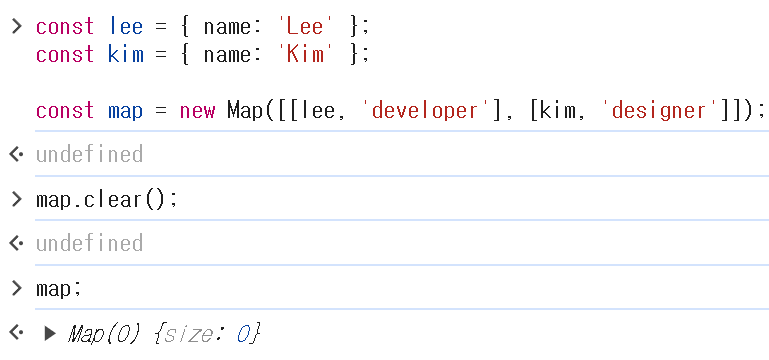 > const lee = { name: 'Lee' };
const kim = { name: 'Kim' };
const map = new Map([[lee, 'developer'], [kim, 'designer']]);
undefined
> map.clear();
undefined
> map;
▶ Map(0) {size: 0}